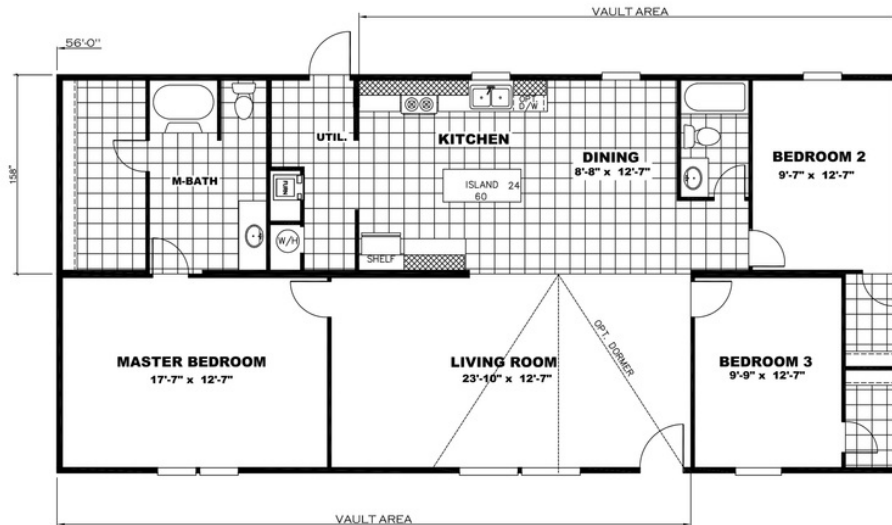 VAULT AREA
56'-0"
158"
UTIL.
KITCHEN
OPT.
D/W
DINING
8'-8" x 12'-7"
BEDROOM 2
9'-7" x 12'-7"
M-BATH
FURN
ISLAND 24
60
W/H
SHELF
MASTER BEDROOM
17'-7" x 12'-7"
LIVING ROOM
23'-10" x 12'-7"
OPT. DORMER
BEDROOM 3
9'-9" x 12'-7"
VAULT AREA